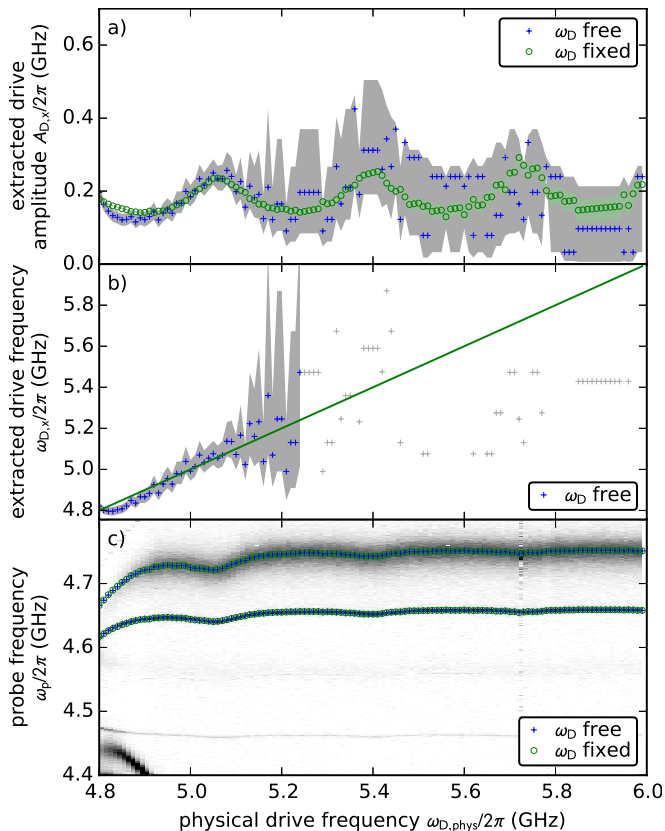 a)
ω_D free
ω_D fixed
extracted drive
amplitude A_D,x/2π (GHz)
0.6
0.4
0.2
0.0
b)
extracted drive frequency
ω_D,x/2π (GHz)
5.8
5.6
5.4
5.2
5.0
4.8
ω_D free
c)
probe frequency
ω_p/2π (GHz)
4.7
4.6
4.5
4.4
ω_D free
ω_D fixed
4.8 5.0 5.2 5.4 5.6 5.8 6.0
physical drive frequency ω_D,phys/2π (GHz)